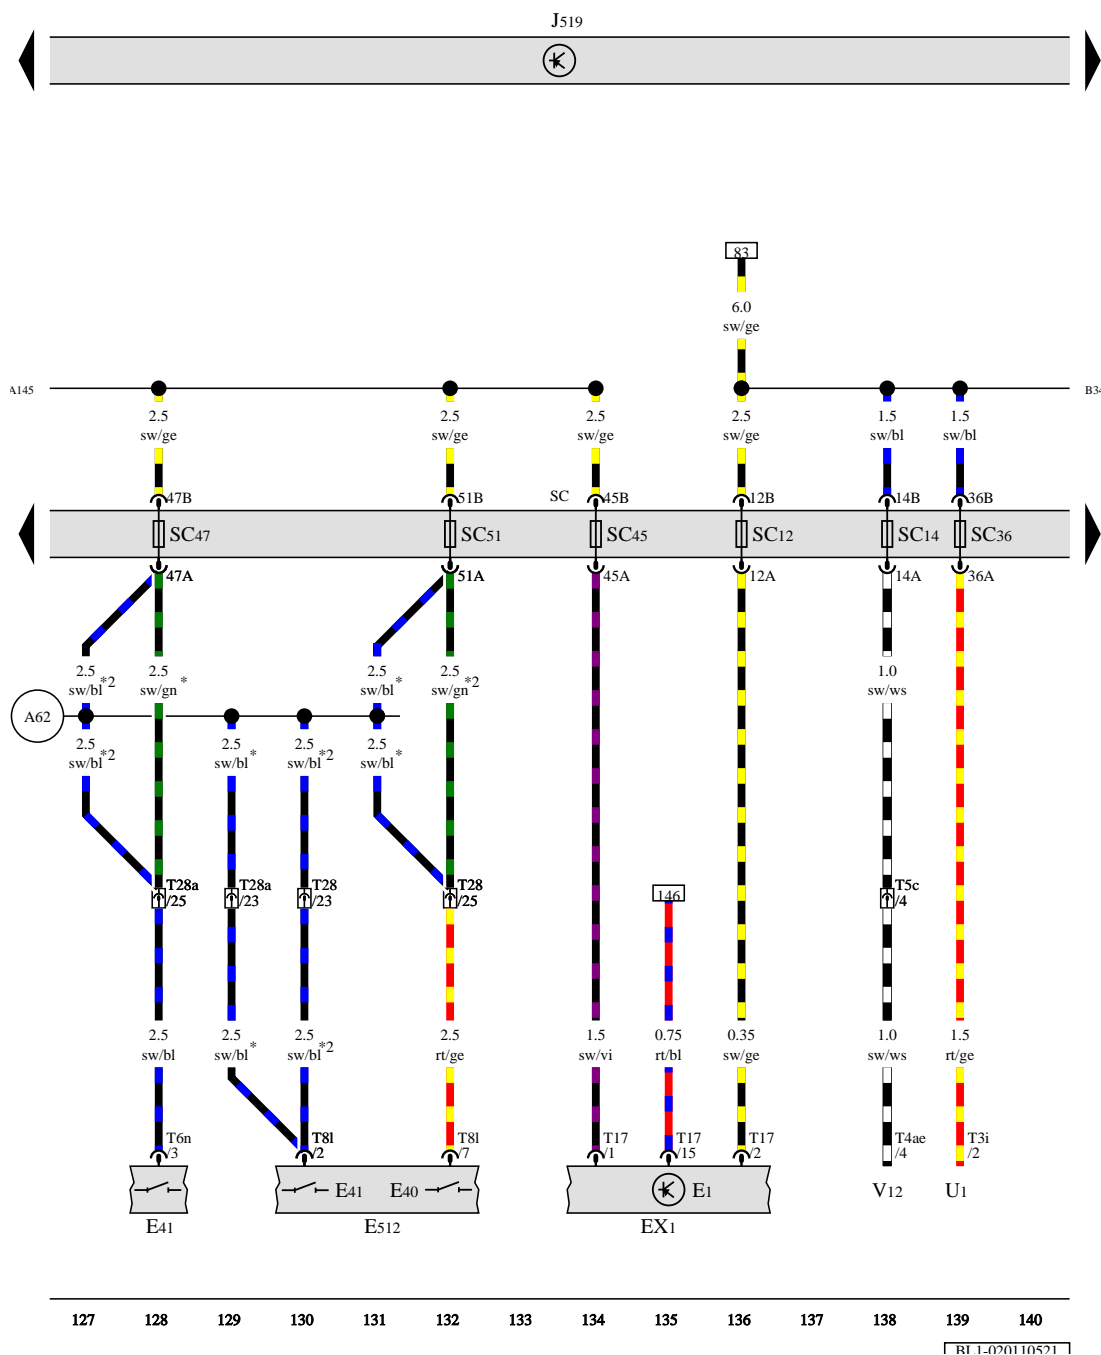 J519
83
6.0
sw/ge
A145
2.5
sw/ge
2.5
sw/ge
2.5
sw/ge
2.5
sw/ge
1.5
sw/bl
1.5
sw/bl
47B
51B
SC
45B
12B
14B
36B
SC47
SC51
SC45
SC12
SC14
SC36
47A
51A
45A
12A
14A
36A
2.5
sw/bl*2
2.5
sw/gn*
2.5
sw/bl*
2.5
sw/gn*2
1.0
sw/ws
A62
2.5
sw/bl*2
2.5
sw/bl*
2.5
sw/bl*2
2.5
sw/bl*
T28a
/25
T28a
/23
T28
/23
T28
/25
146
T5c
/4
2.5
sw/bl
2.5
sw/bl*
2.5
sw/bl*2
2.5
rt/ge
1.5
sw/vi
0.75
rt/bl
0.35
sw/ge
1.0
sw/ws
1.5
rt/ge
T6n
/3
T8l
/2
T8l
/7
T17
/1
T17
/15
T17
/2
T4ae
/4
T3i
/2
E41
E40
E1
V12
U1
E41
E512
EX1
127 128 129 130 131 132 133 134 135 136 137 138 139 140
BL1-020110521